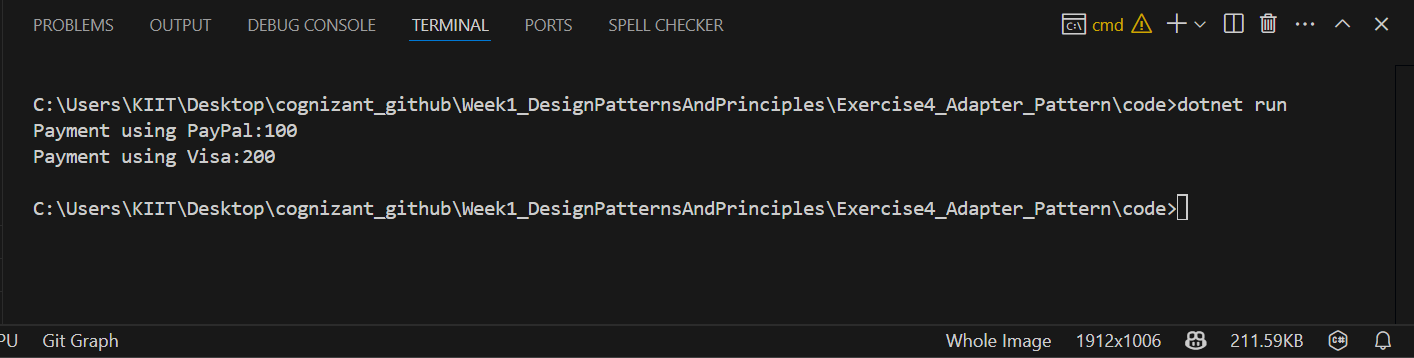 PROBLEMS OUTPUT DEBUG CONSOLE TERMINAL PORTS SPELL CHECKER cmd
C:\Users\KIIT\Desktop\cognizant_github\Week1_DesignPatternsAndPrinciples\Exercise4_Adapter_Pattern\code>dotnet run
Payment using PayPal:100
Payment using Visa:200
C:\Users\KIIT\Desktop\cognizant_github\Week1_DesignPatternsAndPrinciples\Exercise4_Adapter_Pattern\code>
PU Git Graph Whole Image 1912x1006 211.59KB